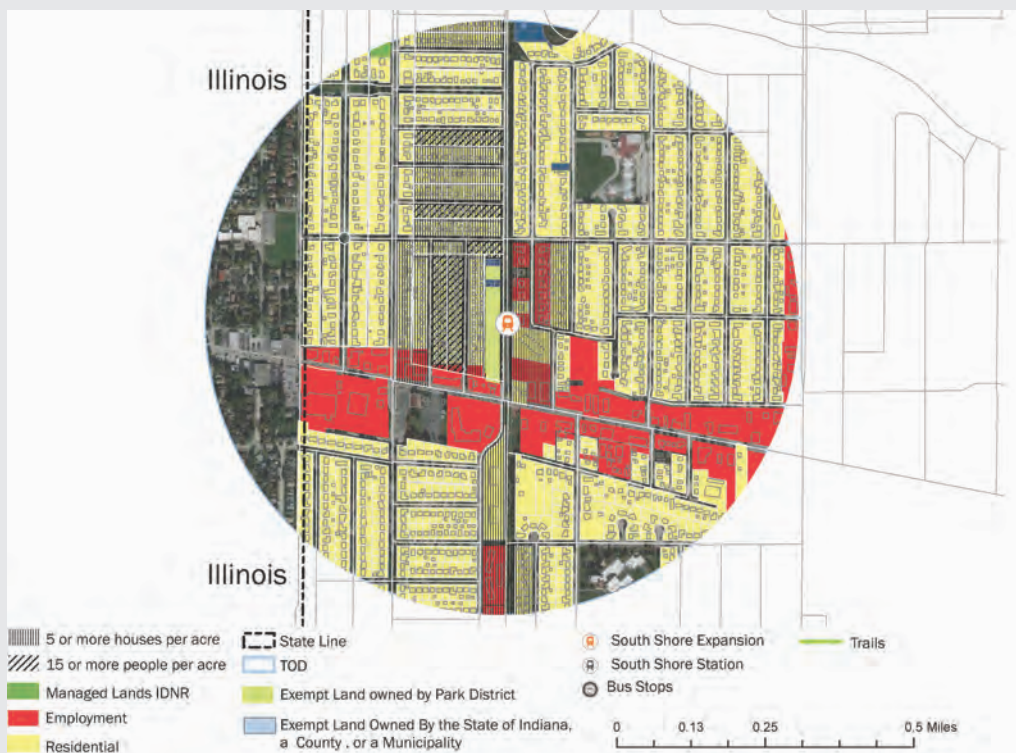 Illinois
Illinois
5 or more houses per acre
15 or more people per acre
Managed Lands IDNR
Employment
Residential
State Line
TOD
Exempt Land owned by Park District
Exempt Land Owned By the State of Indiana,
a County , or a Municipality
South Shore Expansion
South Shore Station
Bus Stops
Trails
0 0.13 0.25 0.5 Miles